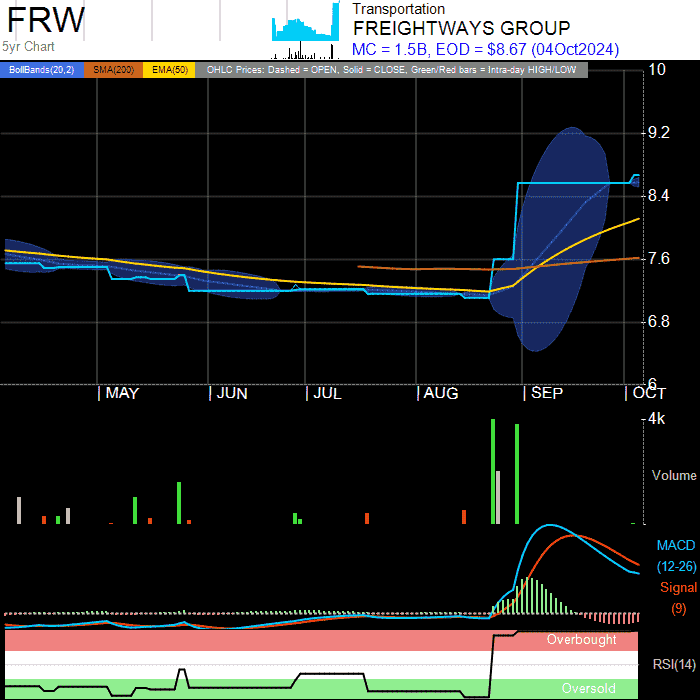 FRW
5yr Chart
Transportation
FREIGHTWAYS GROUP
MC = 1.5B, EOD = $8.67 (04Oct2024)
BollBands(20,2) SMA(200) EMA(50) OHLC Prices: Dashed = OPEN, Solid = CLOSE, Green/Red bars = Intra-day HIGH/LOW
10
9.2
8.4
7.6
6.8
6
MAY JUN JUL AUG SEP OCT
4k
Volume
MACD
(12-26)
Signal
(9)
Overbought
RSI(14)
Oversold